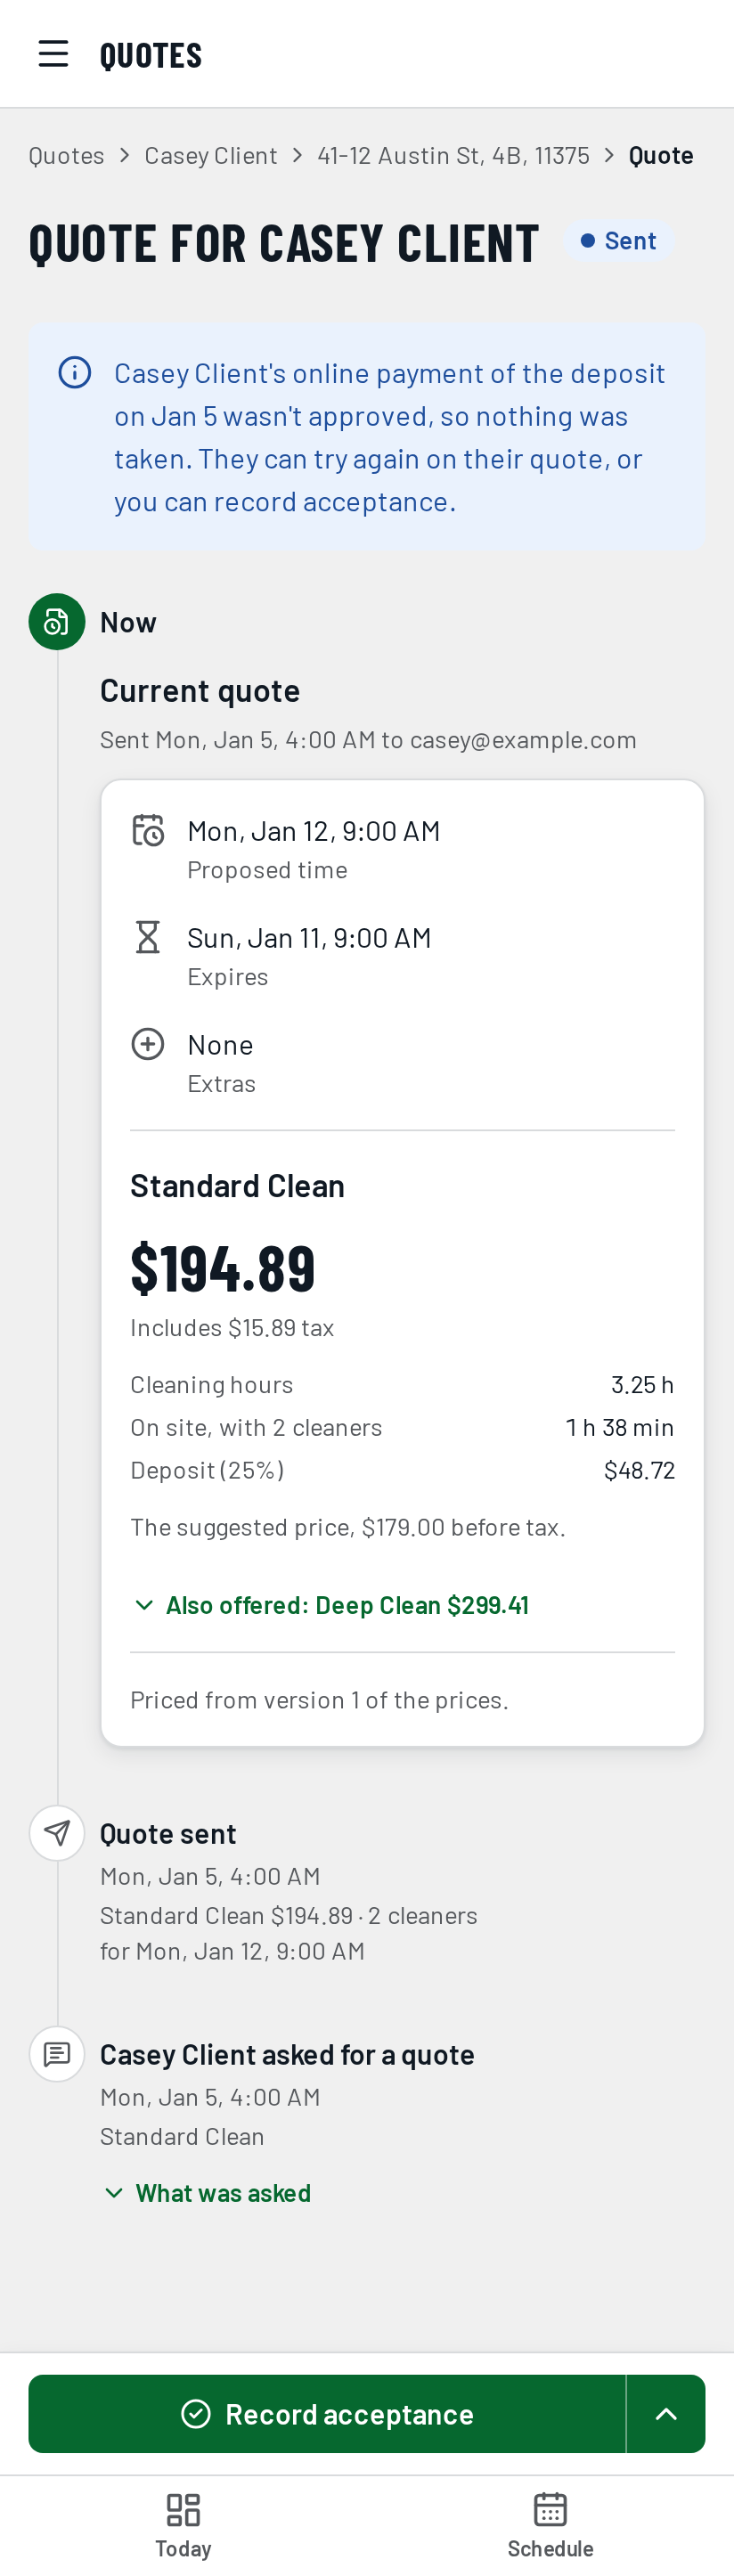 QUOTES
Quotes > Casey Client > 41-12 Austin St, 4B, 11375 > Quote
QUOTE FOR CASEY CLIENT
Sent
Casey Client's online payment of the deposit
on Jan 5 wasn't approved, so nothing was
taken. They can try again on their quote, or
you can record acceptance.
Now
Current quote
Sent Mon, Jan 5, 4:00 AM to casey@example.com
Mon, Jan 12, 9:00 AM
Proposed time
Sun, Jan 11, 9:00 AM
Expires
None
Extras
Standard Clean
$194.89
Includes $15.89 tax
Cleaning hours 3.25 h
On site, with 2 cleaners 1 h 38 min
Deposit (25%) $48.72
The suggested price, $179.00 before tax.
Also offered: Deep Clean $299.41
Priced from version 1 of the prices.
Quote sent
Mon, Jan 5, 4:00 AM
Standard Clean $194.89 · 2 cleaners
for Mon, Jan 12, 9:00 AM
Casey Client asked for a quote
Mon, Jan 5, 4:00 AM
Standard Clean
What was asked
Record acceptance
Today
Schedule